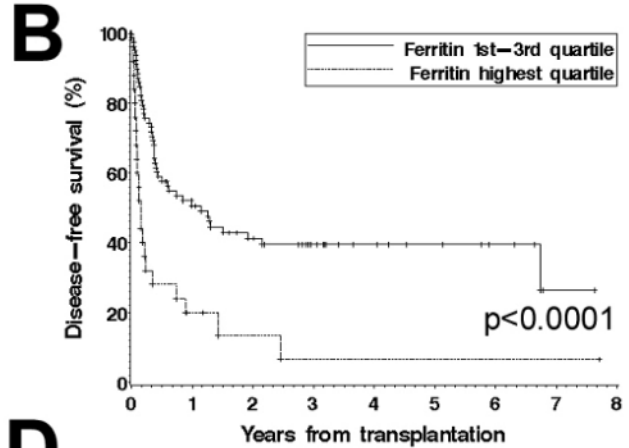 B
Ferritin 1st–3rd quartile
Ferritin highest quartile
Disease–free survival (%)
100
80
60
40
20
0
p<0.0001
0 1 2 3 4 5 6 7 8
Years from transplantation
D